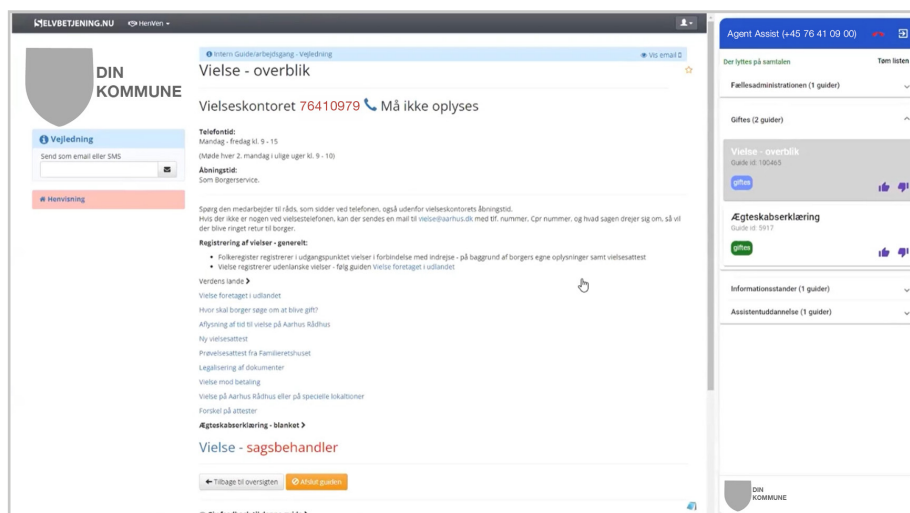 SELVBETJENING.NU
HenVen
DIN
KOMMUNE
Vejledning
Send som email eller SMS
Henvisning
Intern Guide/arbejdsgang - Vejledning
Vis email
Vielse - overblik
Vielseskontoret 76410979 Må ikke oplyses
Telefontid:
Mandag - fredag kl. 9 - 15
(Møde hver 2. mandag i ulige uger kl. 9 - 10)
Åbningstid:
Som Borgerservice.
Spørg den medarbejder til råds, som sidder ved telefonen, også udenfor vielseskontorets åbningstid.
Hvis der ikke er nogen ved vielsestelefonen, kan der sendes en mail til vielse@aarhus.dk med tlf. nummer, Cpr nummer, og hvad sagen drejer sig om, så vil
der blive ringet retur til borger.
Registrering af vielser - generelt:
• Folkeregister registrerer i udgangspunktet vielser i forbindelse med indrejse - på baggrund af borgers egne oplysninger samt vielsesattest
• Vielse registrerer udenlanske vielser - følg guiden Vielse foretaget i udlandet
Verdens lande
Vielse foretaget i udlandet
Hvor skal borger søge om at blive gift?
Aflysning af tid til vielse på Aarhus Rådhus
Ny vielsesattest
Prøvelsesattest fra Familieretshuset
Legalisering af dokumenter
Vielse mod betaling
Vielse på Aarhus Rådhus eller på specielle lokaltioner
Forskel på attester
Ægteskabserklæring - blanket
Vielse - sagsbehandler
Tilbage til oversigten
Afslut guiden
Agent Assist (+45 76 41 09 00)
Der lyttes på samtalen
Tøm listen
Fællesadministrationen (1 guider)
Giftes (2 guider)
Vielse - overblik
Guide id: 100465
giftes
Ægteskabserklæring
Guide id: 5917
giftes
Informationsstander (1 guider)
Assistentuddannelse (1 guider)
DIN
KOMMUNE